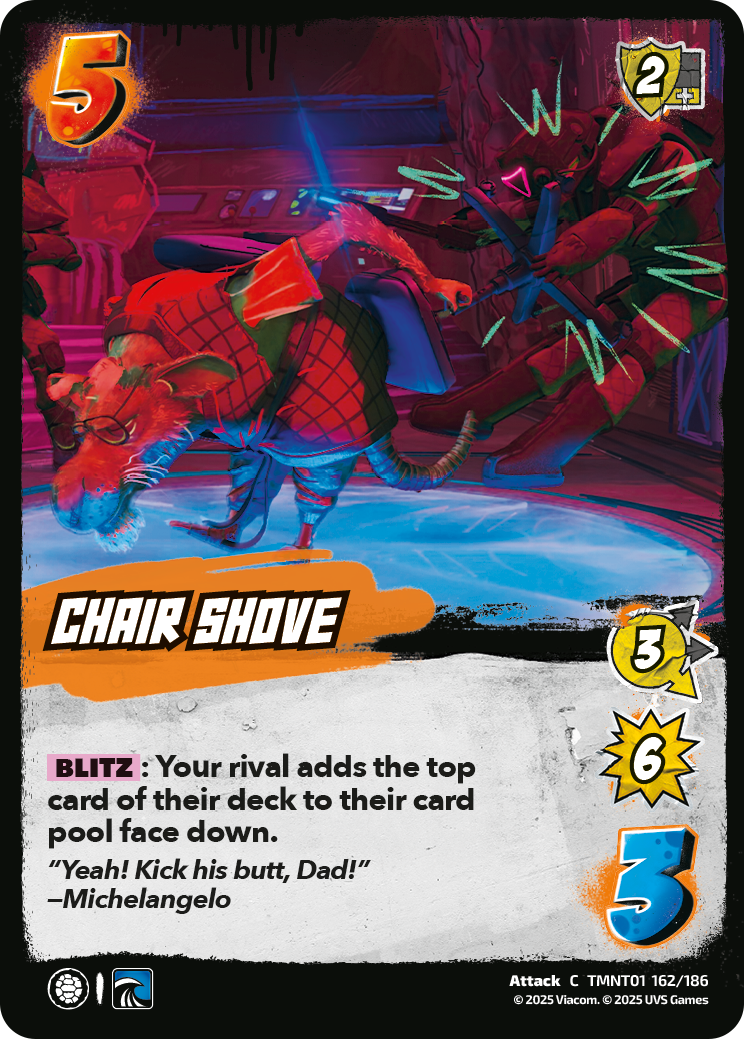 5
2
CHAIR SHOVE
3
6
BLITZ : Your rival adds the top
card of their deck to their card
pool face down.
“Yeah! Kick his butt, Dad!”
–Michelangelo
3
Attack C TMNT01 162/186
© 2025 Viacom. © 2025 UVS Games